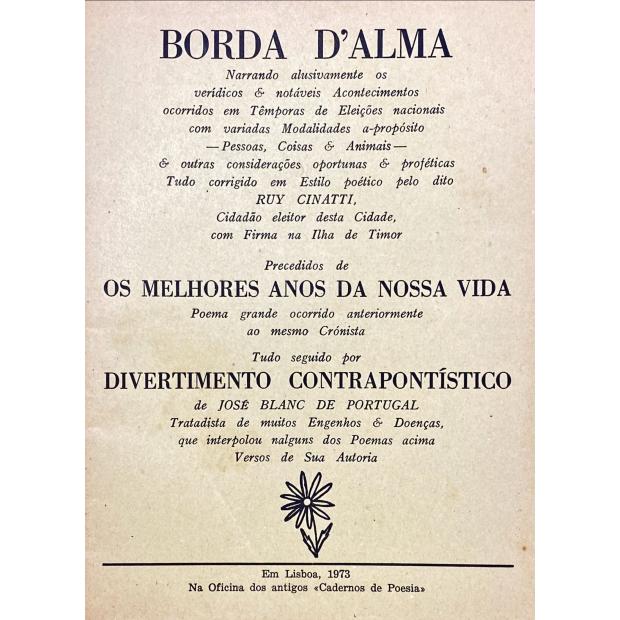 BORDA D'ALMA
Narrando alusivamente os
verídicos & notáveis Acontecimentos
ocorridos em Têmporas de Eleições nacionais
com variadas Modalidades a-propósito
— Pessoas, Coisas & Animais —
& outras considerações oportunas & proféticas
Tudo corrigido em Estilo poético pelo dito
RUY CINATTI,
Cidadão eleitor desta Cidade,
com Firma na Ilha de Timor
Precedidos de
OS MELHORES ANOS DA NOSSA VIDA
Poema grande ocorrido anteriormente
ao mesmo Crónista
Tudo seguido por
DIVERTIMENTO CONTRAPONTÍSTICO
de JOSÉ BLANC DE PORTUGAL
Tratadista de muitos Engenhos & Doenças,
que interpolou nalguns dos Poemas acima
Versos de Sua Autoria
Em Lisboa, 1973
Na Oficina dos antigos «Cadernos de Poesia»